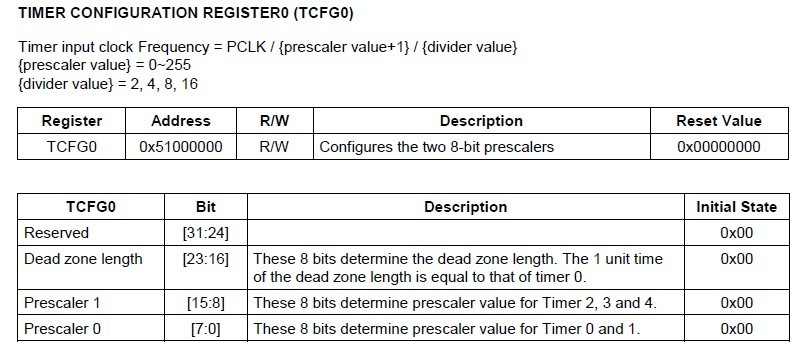 TIMER CONFIGURATION REGISTER0 (TCFG0)
Timer input clock Frequency = PCLK / {prescaler value+1} / {divider value}
{prescaler value} = 0~255
{divider value} = 2, 4, 8, 16
Register Address R/W Description Reset Value
TCFG0 0x51000000 R/W Configures the two 8-bit prescalers 0x00000000
TCFG0 Bit Description Initial State
Reserved [31:24] 0x00
Dead zone length [23:16] These 8 bits determine the dead zone length. The 1 unit time 0x00
of the dead zone length is equal to that of timer 0.
Prescaler 1 [15:8] These 8 bits determine prescaler value for Timer 2, 3 and 4. 0x00
Prescaler 0 [7:0] These 8 bits determine prescaler value for Timer 0 and 1. 0x00